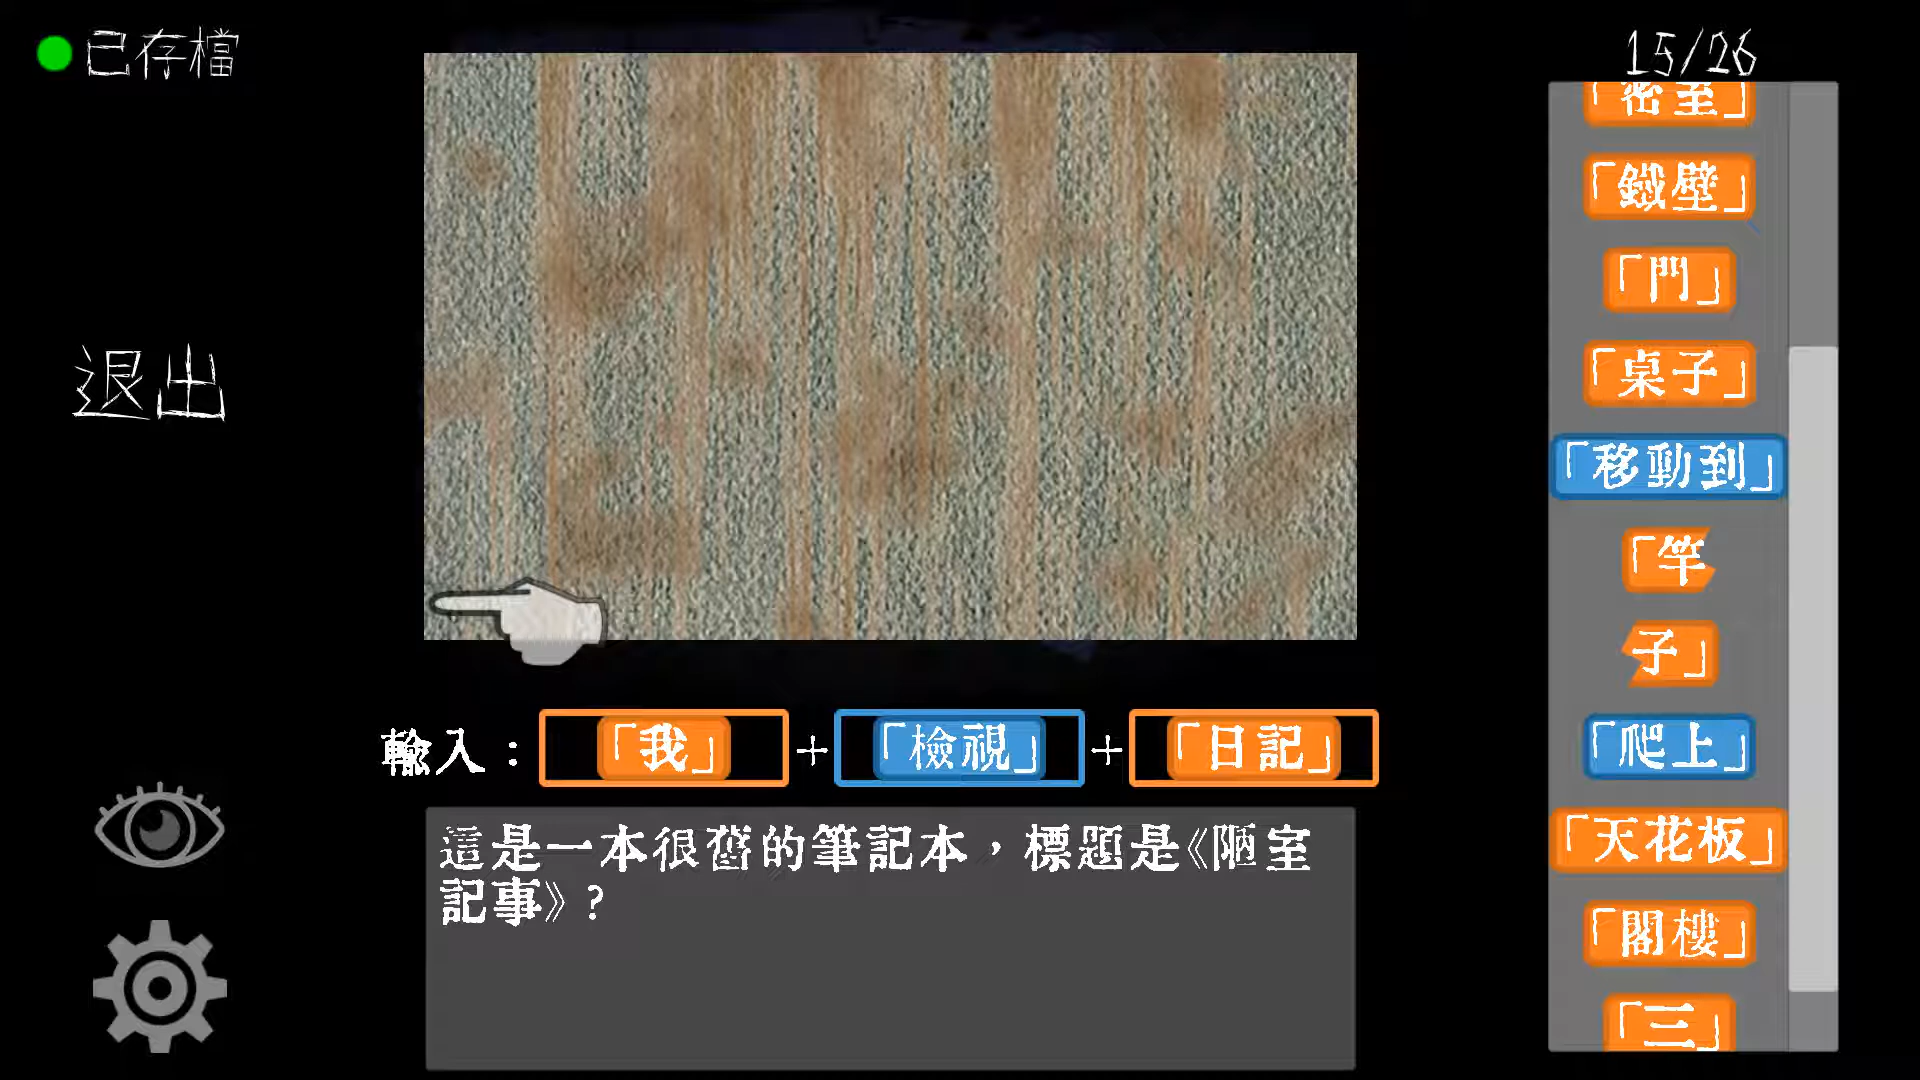 已存檔
15/26
退出
「密室」
「鐵壁」
「門」
「桌子」
「移動到」
「竿
子」
「爬上」
「天花板」
「閣樓」
「三」
輸入：「我」+「檢視」+「日記」
這是一本很舊的筆記本，標題是《陋室
記事》?